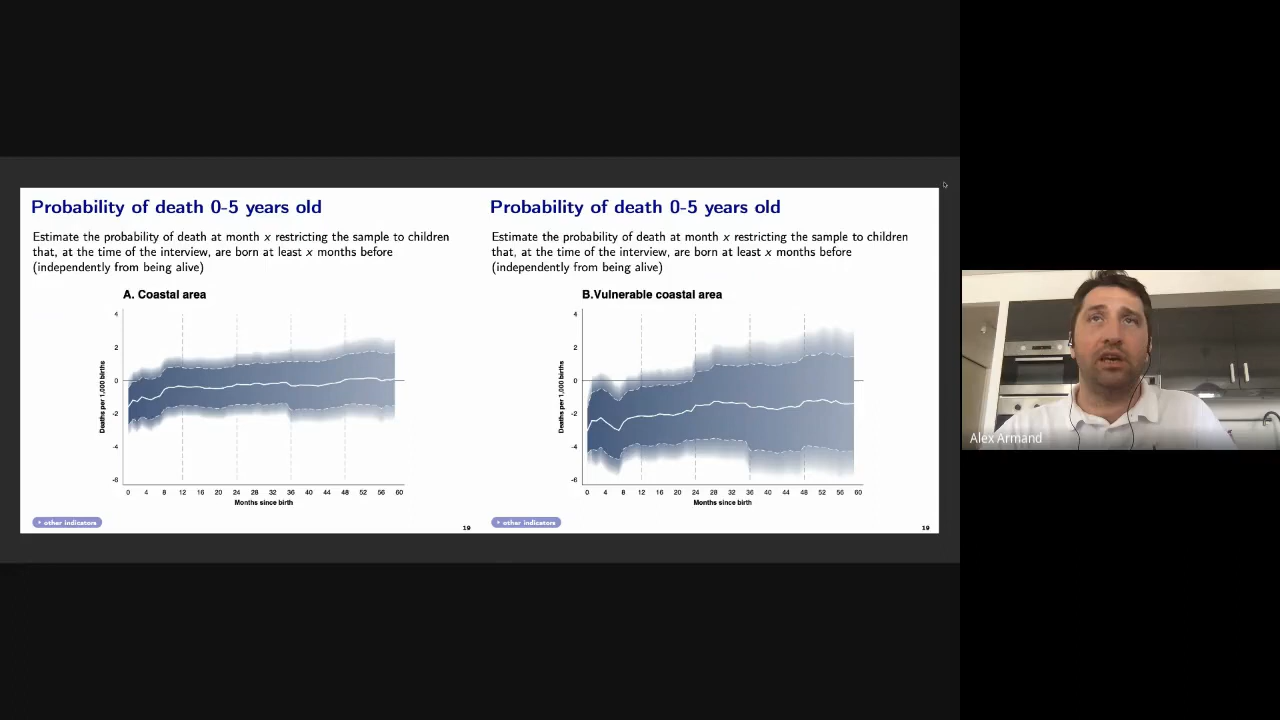 Probability of death 0-5 years old
Estimate the probability of death at month x restricting the sample to children
that, at the time of the interview, are born at least x months before
(independently from being alive)
A. Coastal area
Deaths per 1,000 births
4
2
0
-2
-4
-6
0 4 8 12 16 20 24 28 32 36 40 44 48 52 56 60
Months since birth
other indicators
19
Probability of death 0-5 years old
Estimate the probability of death at month x restricting the sample to children
that, at the time of the interview, are born at least x months before
(independently from being alive)
B.Vulnerable coastal area
Deaths per 1,000 births
4
2
0
-2
-4
-6
0 4 8 12 16 20 24 28 32 36 40 44 48 52 56 60
Months since birth
other indicators
19
Alex Armand